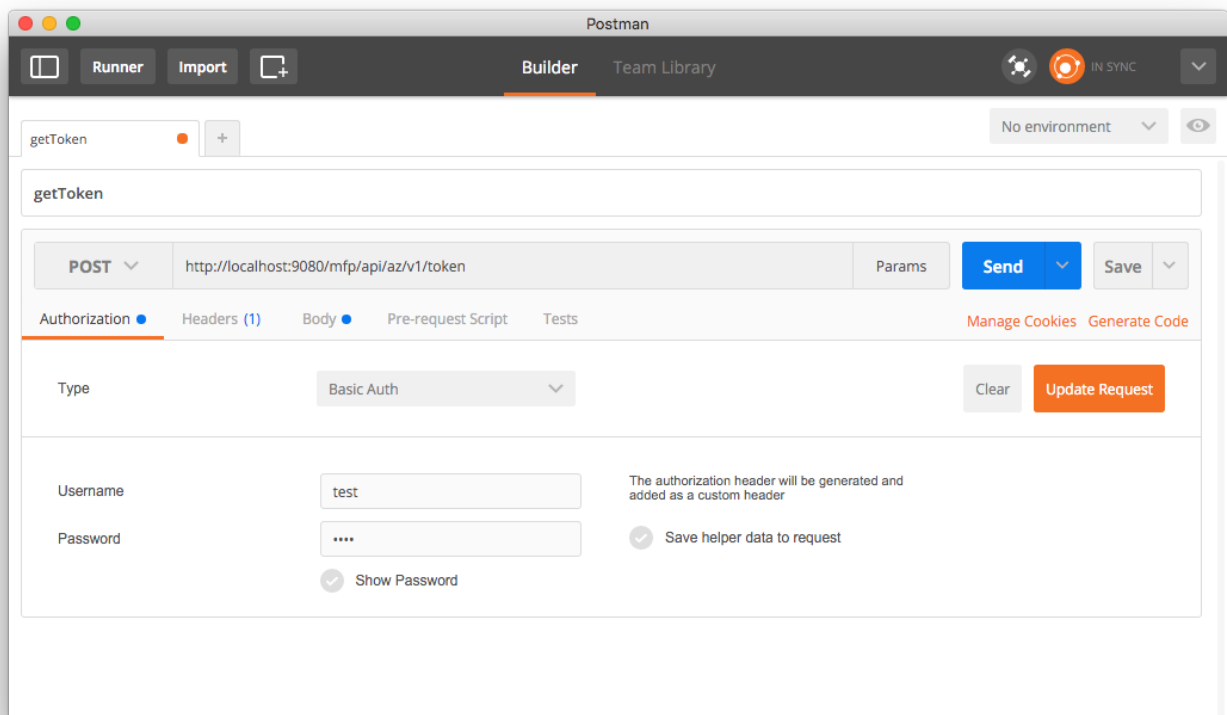 Postman
Runner Import Builder Team Library IN SYNC
getToken + No environment
getToken
POST http://localhost:9080/mfp/api/az/v1/token Params Send Save
Authorization Headers (1) Body Pre-request Script Tests Manage Cookies Generate Code
Type Basic Auth Clear Update Request
Username test The authorization header will be generated and
added as a custom header
Password •••• Save helper data to request
Show Password